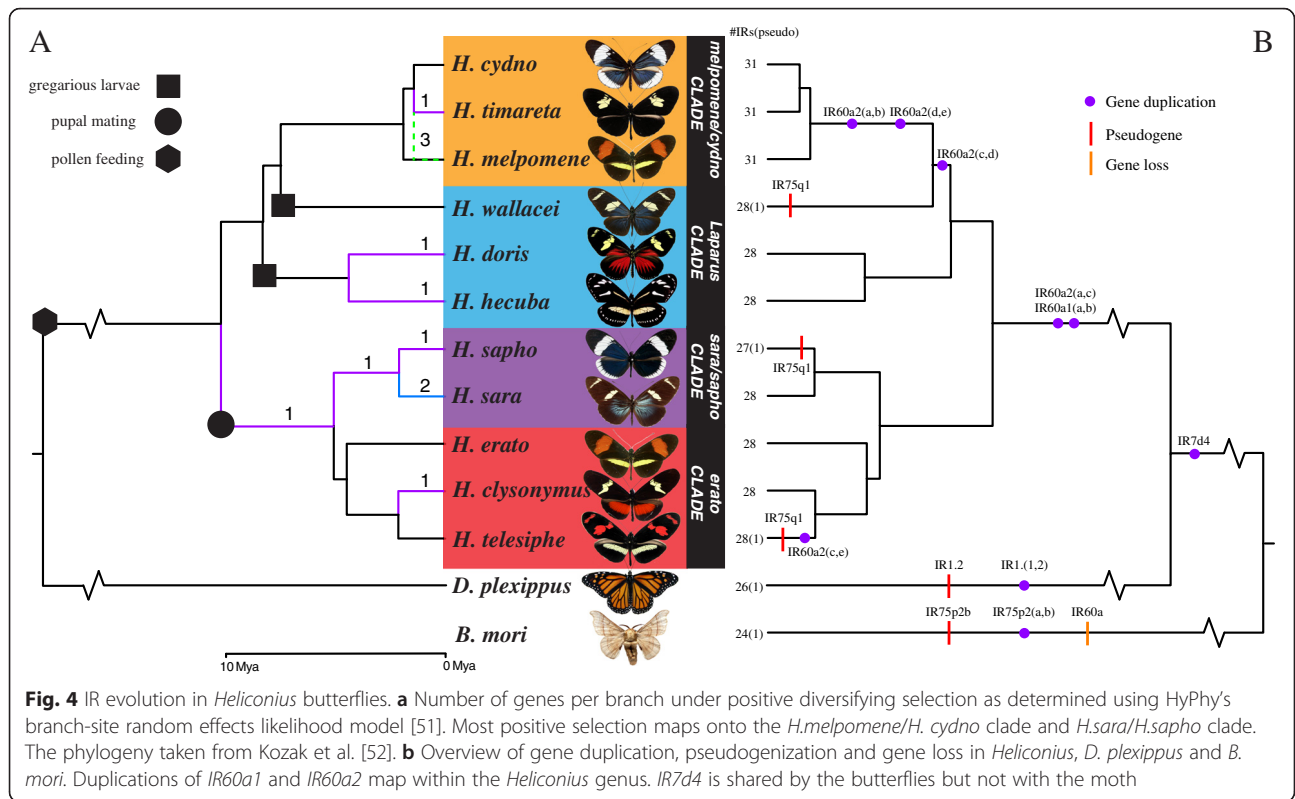 A
B
gregarious larvae
pupal mating
pollen feeding
#IRs(pseudo)
H. cydno
31
1
H. timareta
31
3
H. melpomene
31
melpomene/cydno
CLADE
IR60a2(a,b)
IR60a2(d,e)
IR60a2(c,d)
Gene duplication
Pseudogene
Gene loss
H. wallacei
28(1)
IR75q1
1
H. doris
28
1
H. hecuba
28
Laparus
CLADE
IR60a2(a,c)
IR60a1(a,b)
1
1
H. sapho
27(1)
IR75q1
2
H. sara
28
sara/sapho
CLADE
1
H. erato
28
1
H. clysonymus
28
H. telesiphe
28(1)
IR75q1
IR60a2(c,e)
erato
CLADE
IR7d4
D. plexippus
26(1)
IR1.2
IR1.(1,2)
B. mori
24(1)
IR75p2b
IR75p2(a,b)
IR60a
10 Mya
0 Mya
Fig. 4 IR evolution in Heliconius butterflies. a Number of genes per branch under positive diversifying selection as determined using HyPhy's
branch-site random effects likelihood model [51]. Most positive selection maps onto the H.melpomene/H. cydno clade and H.sara/H.sapho clade.
The phylogeny taken from Kozak et al. [52]. b Overview of gene duplication, pseudogenization and gene loss in Heliconius, D. plexippus and B.
mori. Duplications of IR60a1 and IR60a2 map within the Heliconius genus. IR7d4 is shared by the butterflies but not with the moth